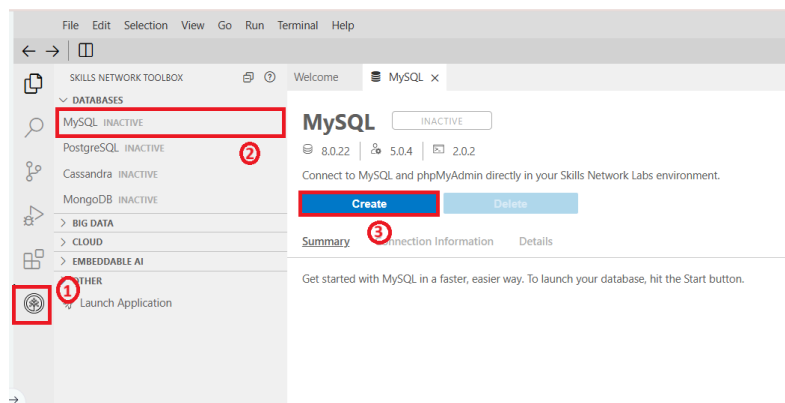 File Edit Selection View Go Run Terminal Help
SKILLS NETWORK TOOLBOX
DATABASES
MySQL INACTIVE
2
PostgreSQL INACTIVE
Cassandra INACTIVE
MongoDB INACTIVE
BIG DATA
CLOUD
EMBEDDABLE AI
OTHER
1
Launch Application
Welcome MySQL
MySQL INACTIVE
8.0.22 5.0.4 2.0.2
Connect to MySQL and phpMyAdmin directly in your Skills Network Labs environment.
Create Delete
3
Summary Connection Information Details
Get started with MySQL in a faster, easier way. To launch your database, hit the Start button.